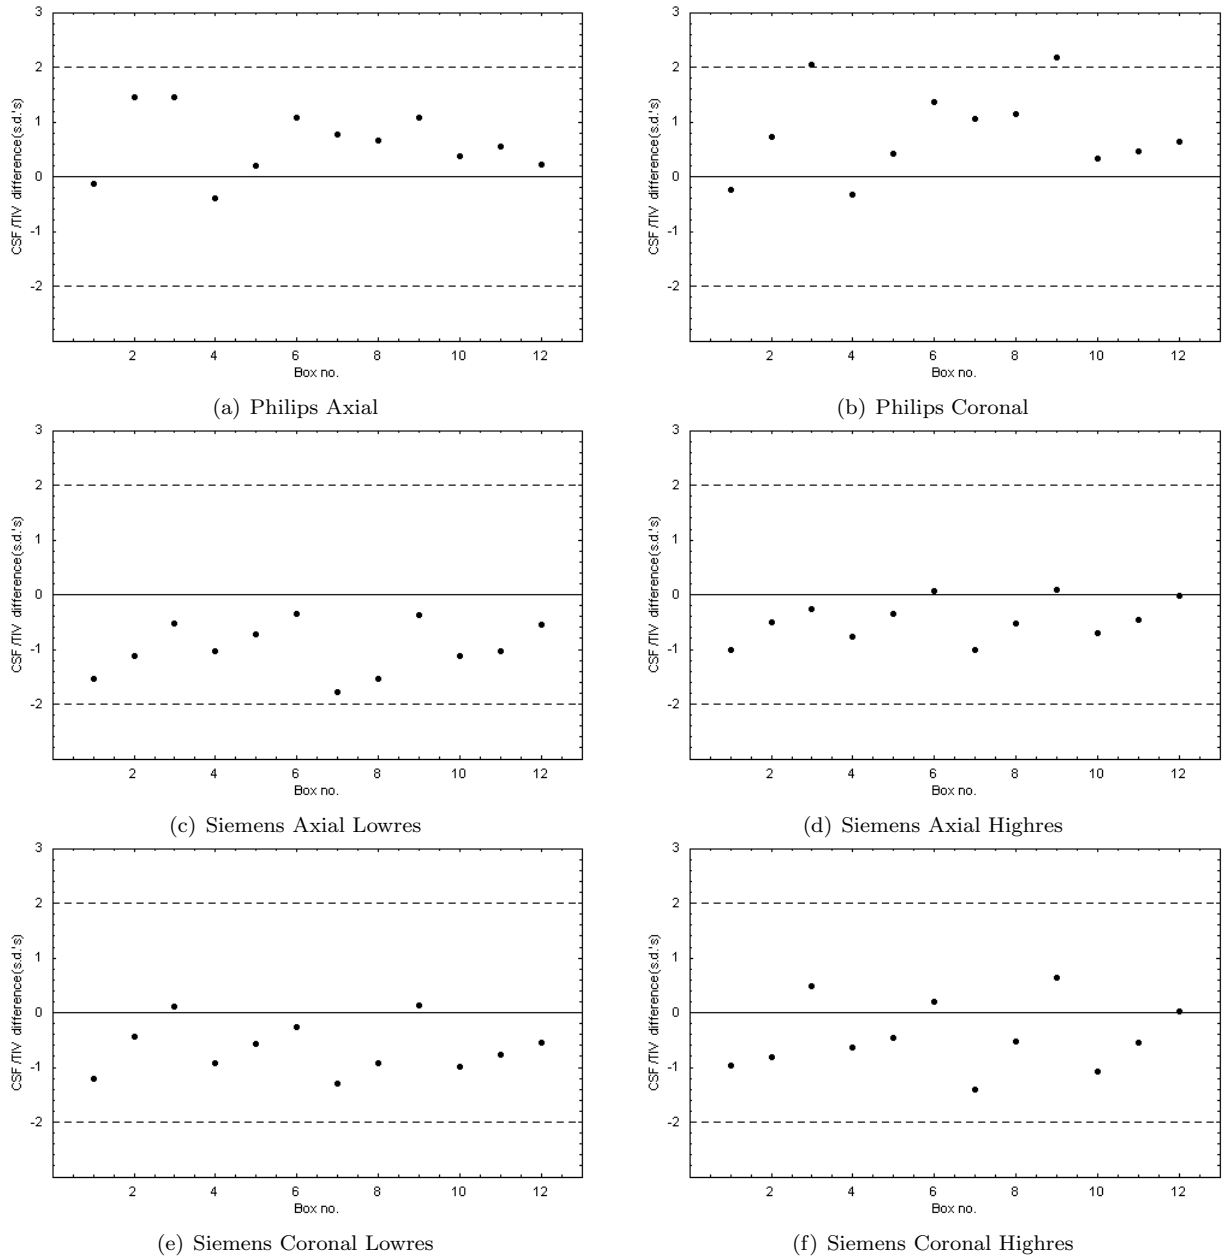 3
2
1
0
-1
-2
CSF/TIV difference(s.d.'s)
2 4 6 8 10 12
Box no.
(a) Philips Axial
3
2
1
0
-1
-2
CSF/TIV difference(s.d.'s)
2 4 6 8 10 12
Box no.
(b) Philips Coronal
3
2
1
0
-1
-2
CSF/TIV difference(s.d.'s)
2 4 6 8 10 12
Box no.
(c) Siemens Axial Lowres
3
2
1
0
-1
-2
CSF/TIV difference(s.d.'s)
2 4 6 8 10 12
Box no.
(d) Siemens Axial Highres
3
2
1
0
-1
-2
CSF/TIV difference(s.d.'s)
2 4 6 8 10 12
Box no.
(e) Siemens Coronal Lowres
3
2
1
0
-1
-2
CSF/TIV difference(s.d.'s)
2 4 6 8 10 12
Box no.
(f) Siemens Coronal Highres